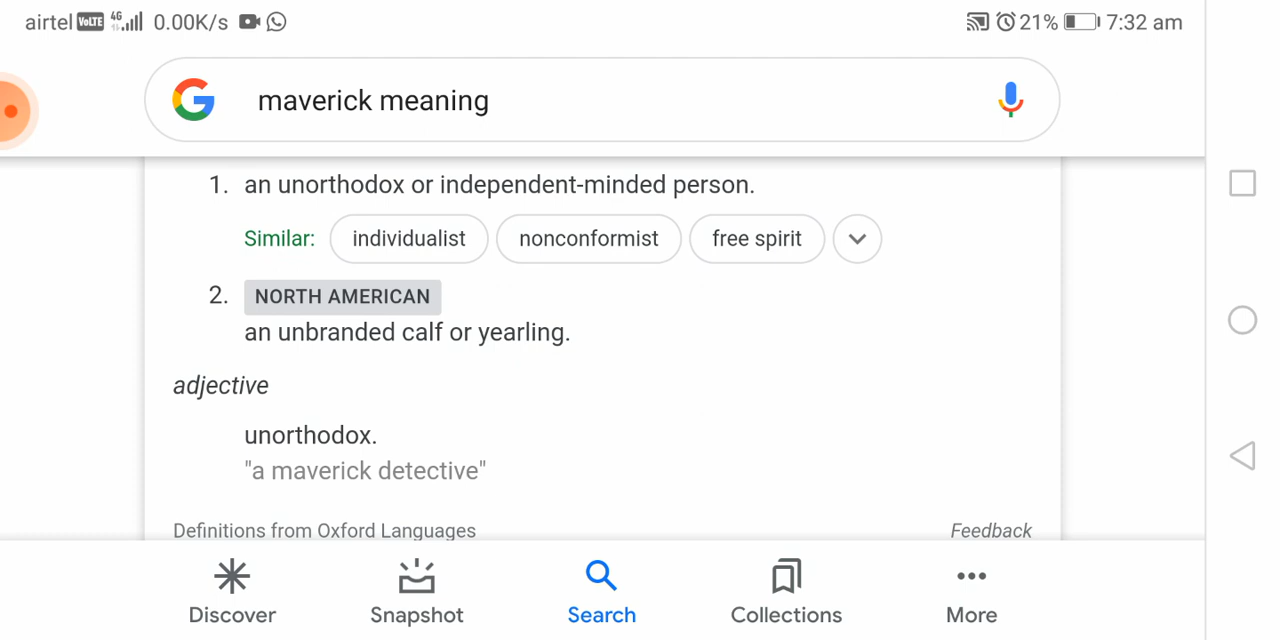 airtel VoLTE 4G 0.00K/s 21% 7:32 am
maverick meaning
1. an unorthodox or independent-minded person.
Similar: individualist nonconformist free spirit
2. NORTH AMERICAN
an unbranded calf or yearling.
adjective
unorthodox.
"a maverick detective"
Definitions from Oxford Languages Feedback
Discover Snapshot Search Collections More